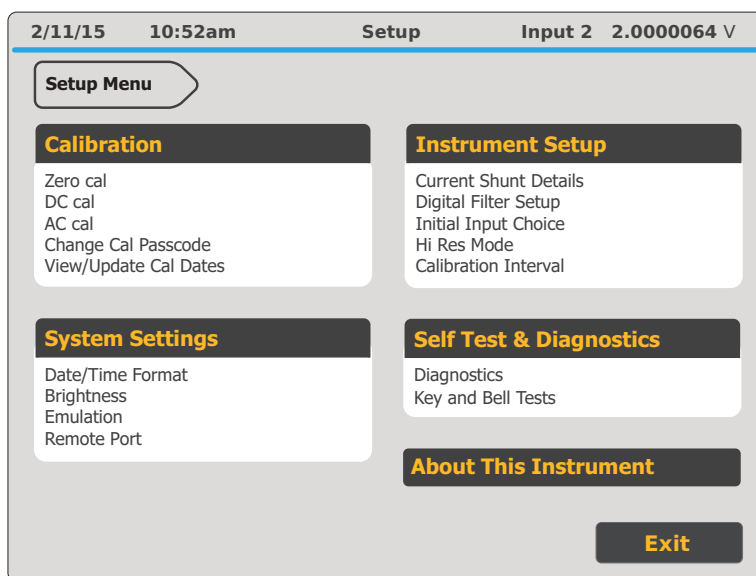 2/11/15 10:52am Setup Input 2 2.0000064 V
Setup Menu
Calibration
Zero cal
DC cal
AC cal
Change Cal Passcode
View/Update Cal Dates
Instrument Setup
Current Shunt Details
Digital Filter Setup
Initial Input Choice
Hi Res Mode
Calibration Interval
System Settings
Date/Time Format
Brightness
Emulation
Remote Port
Self Test & Diagnostics
Diagnostics
Key and Bell Tests
About This Instrument
Exit